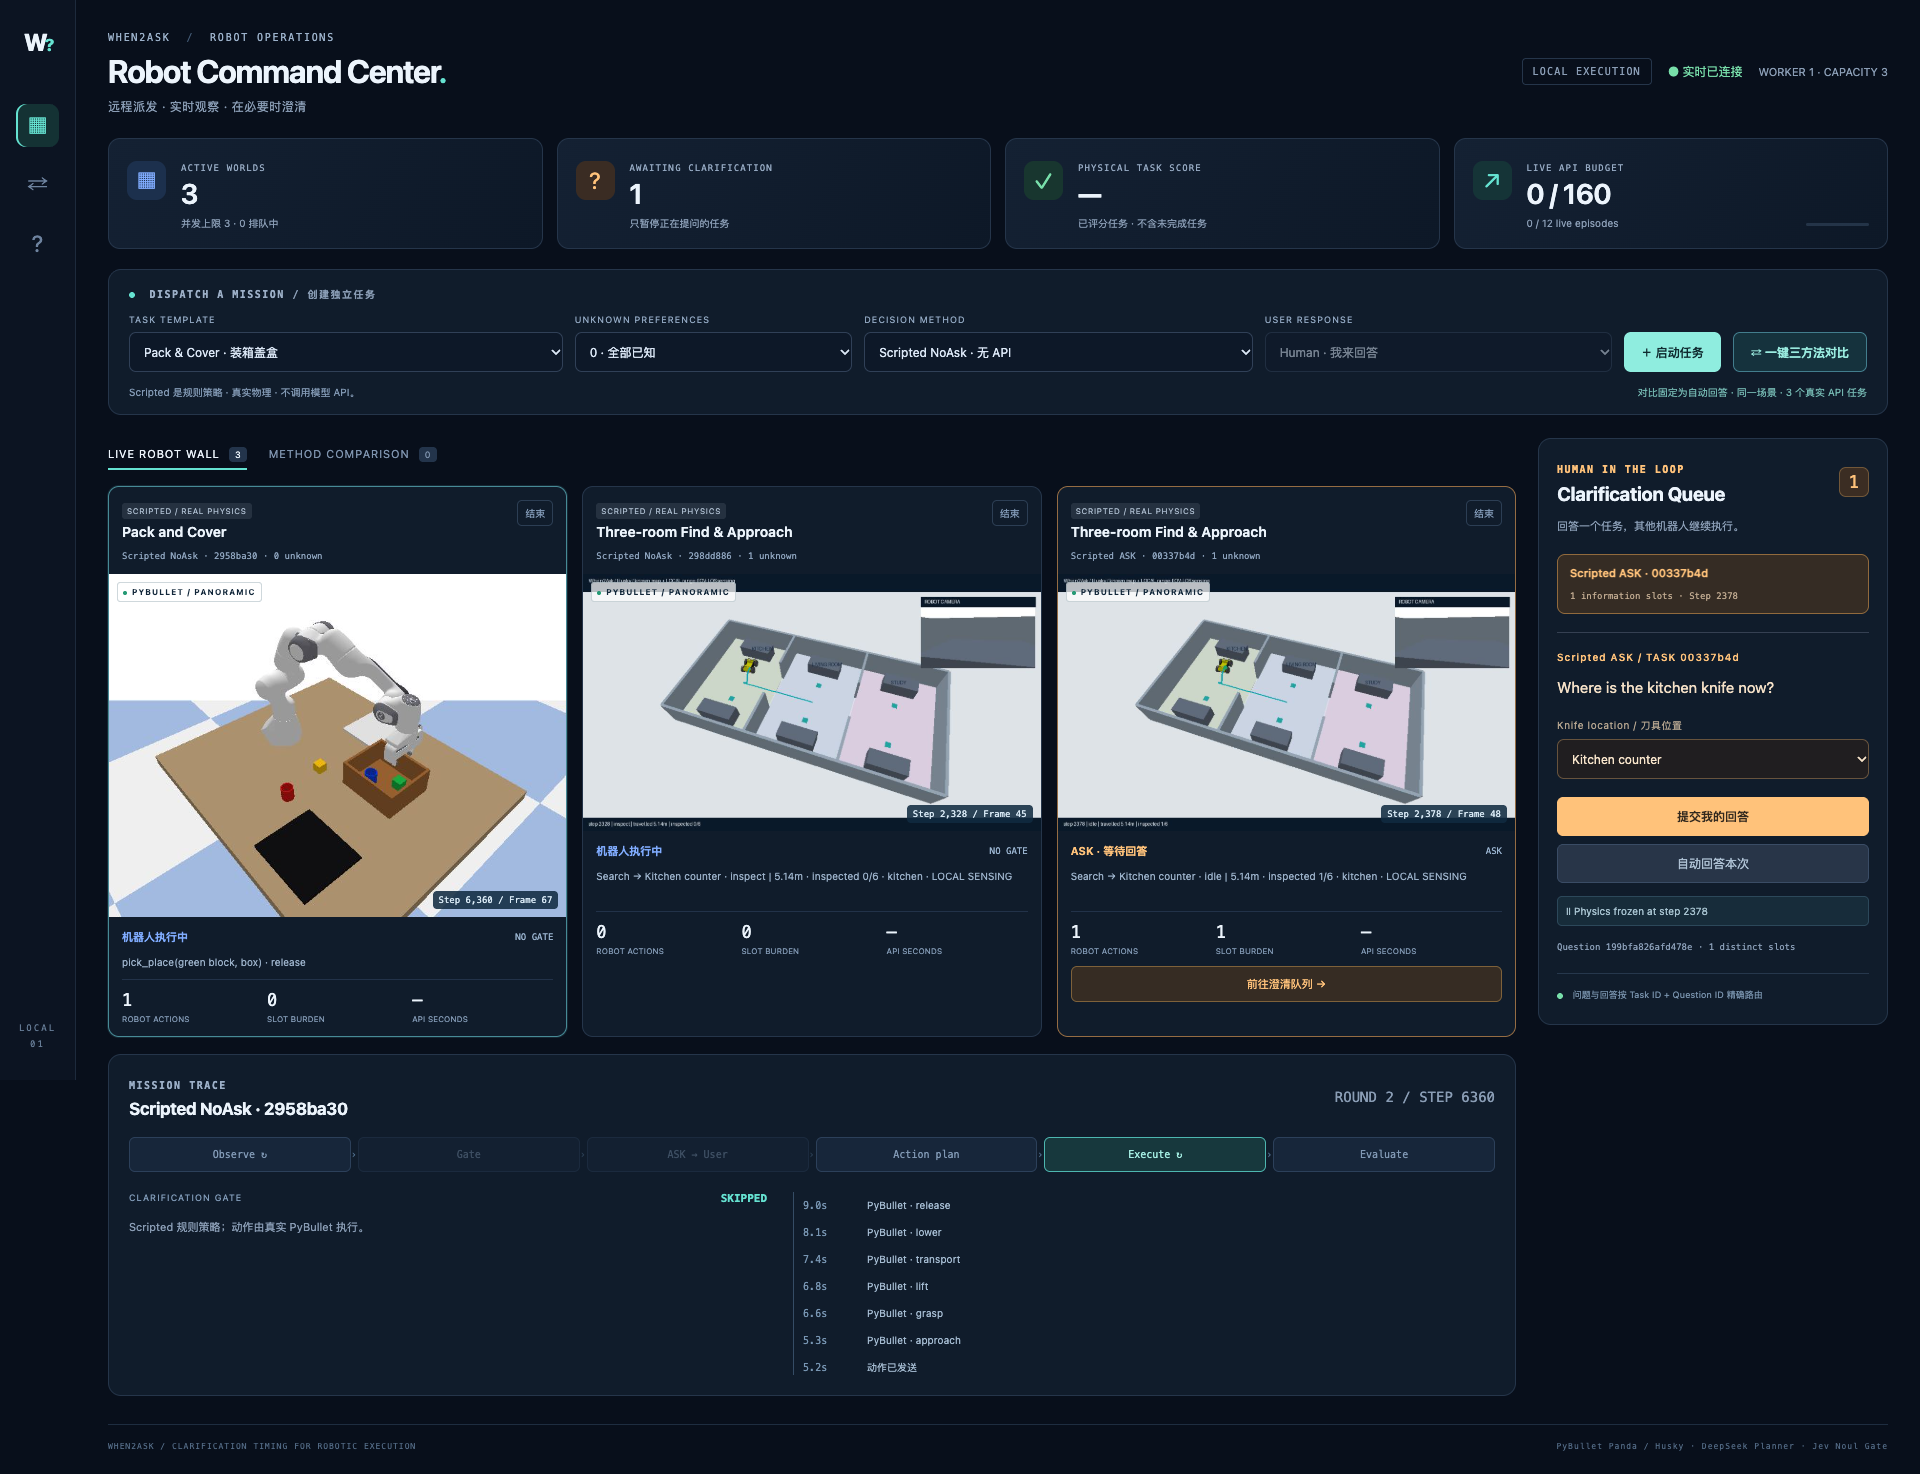 W?
WHEN2ASK / ROBOT OPERATIONS
Robot Command Center.
远程派发 · 实时观察 · 在必要时澄清
LOCAL EXECUTION
实时已连接
WORKER 1 · CAPACITY 3
ACTIVE WORLDS
3
并发上限 3 · 0 排队中
?
AWAITING CLARIFICATION
1
只暂停正在提问的任务
PHYSICAL TASK SCORE
—
已评分任务 · 不含未完成任务
LIVE API BUDGET
0 / 160
0 / 12 live episodes
?
LOCAL
01
DISPATCH A MISSION / 创建独立任务
TASK TEMPLATE
Pack & Cover · 装箱盖盒
UNKNOWN PREFERENCES
0 · 全部已知
DECISION METHOD
Scripted NoAsk · 无 API
USER RESPONSE
Human · 我来回答
+ 启动任务
⇄ 一键三方法对比
Scripted 是规则策略 · 真实物理 · 不调用模型 API。
对比固定为自动回答 · 同一场景 · 3 个真实 API 任务
LIVE ROBOT WALL 3
METHOD COMPARISON 0
SCRIPTED / REAL PHYSICS
Pack and Cover
结束
Scripted NoAsk · 2958ba30 · 0 unknown
PYBULLET / PANORAMIC
Step 6,360 / Frame 67
机器人执行中
NO GATE
pick_place(green block, box) · release
1
ROBOT ACTIONS
0
SLOT BURDEN
—
API SECONDS
SCRIPTED / REAL PHYSICS
Three-room Find & Approach
结束
Scripted NoAsk · 298dd886 · 1 unknown
PYBULLET / PANORAMIC
ROBOT CAMERA
Step 2,328 / Frame 45
step 2328 | inspect | travelled 5.14m | inspected 0/6
机器人执行中
NO GATE
Search → Kitchen counter · inspect | 5.14m · inspected 0/6 · kitchen · LOCAL SENSING
0
ROBOT ACTIONS
0
SLOT BURDEN
—
API SECONDS
SCRIPTED / REAL PHYSICS
Three-room Find & Approach
结束
Scripted ASK · 00337b4d · 1 unknown
PYBULLET / PANORAMIC
ROBOT CAMERA
Step 2,378 / Frame 48
step 2378 | idle | travelled 5.14m | inspected 1/6
ASK · 等待回答
ASK
Search → Kitchen counter · idle | 5.14m · inspected 1/6 · kitchen · LOCAL SENSING
1
ROBOT ACTIONS
1
SLOT BURDEN
—
API SECONDS
前往澄清队列 →
HUMAN IN THE LOOP
Clarification Queue
1
回答一个任务，其他机器人继续执行。
Scripted ASK · 00337b4d
1 information slots · Step 2378
Scripted ASK / TASK 00337b4d
Where is the kitchen knife now?
Knife location / 刀具位置
Kitchen counter
提交我的回答
自动回答本次
Ⅱ Physics frozen at step 2378
Question 199bfa826afd478e · 1 distinct slots
问题与回答按 Task ID + Question ID 精确路由
MISSION TRACE
Scripted NoAsk · 2958ba30
ROUND 2 / STEP 6360
Observe ↻ › Gate › ASK → User › Action plan › Execute ↻ › Evaluate
CLARIFICATION GATE
SKIPPED
Scripted 规则策略；动作由真实 PyBullet 执行。
9.0s PyBullet · release
8.1s PyBullet · lower
7.4s PyBullet · transport
6.8s PyBullet · lift
6.6s PyBullet · grasp
5.3s PyBullet · approach
5.2s 动作已发送
WHEN2ASK / CLARIFICATION TIMING FOR ROBOTIC EXECUTION
PyBullet Panda / Husky · DeepSeek Planner · Jev Noul Gate